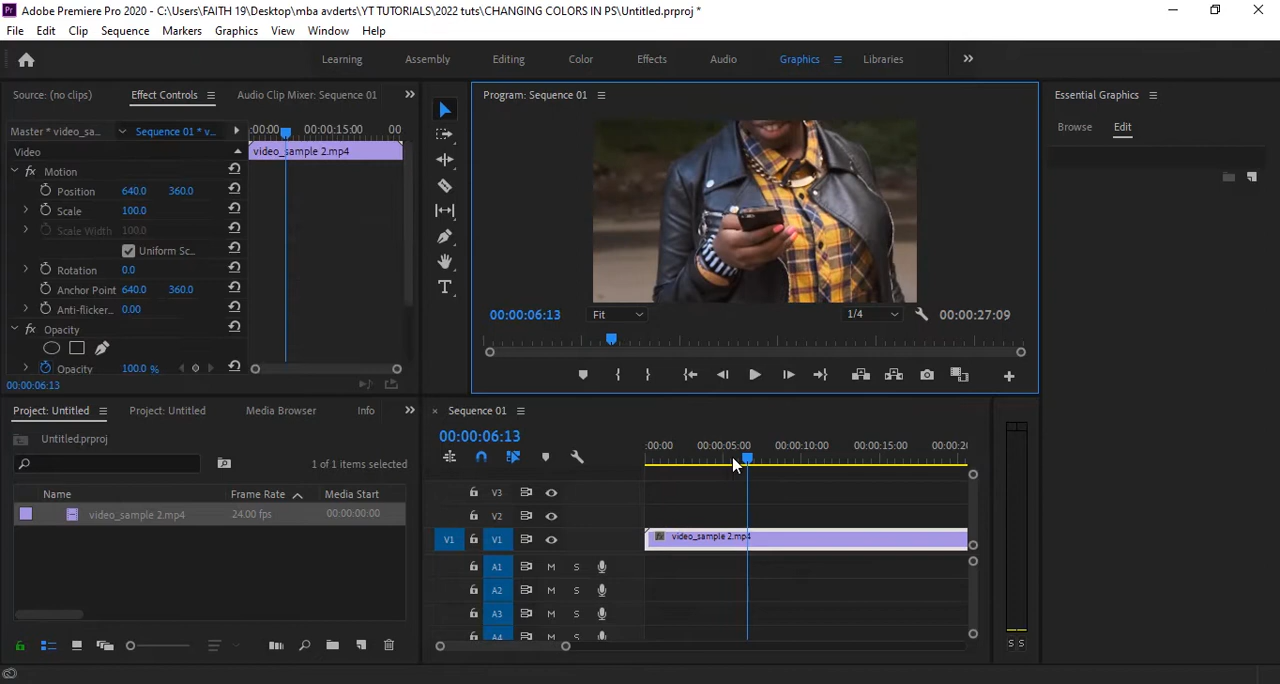 Adobe Premiere Pro 2020 - C:\Users\FAITH 19\Desktop\mba avderts\YT TUTORIALS\2022 tuts\CHANGING COLORS IN PS\Untitled.prproj *
File Edit Clip Sequence Markers Graphics View Window Help
Learning Assembly Editing Color Effects Audio Graphics Libraries
Source: (no clips) Effect Controls Audio Clip Mixer: Sequence 01
Program: Sequence 01
Essential Graphics
Browse Edit
Master * video_sa... Sequence 01 * v...
:00:00 00:00:15:00 00
Video
video_sample 2.mp4
fx Motion
Position 640.0 360.0
Scale 100.0
Scale Width 100.0
Uniform Sc...
Rotation 0.0
Anchor Point 640.0 360.0
Anti-flicker... 0.00
fx Opacity
Opacity 100.0 %
00:00:06:13
00:00:06:13 Fit 1/4 00:00:27:09
Project: Untitled Project: Untitled Media Browser Info
Untitled.prproj
1 of 1 items selected
Name Frame Rate Media Start
video_sample 2.mp4 24.00 fps 00:00:00:00
× Sequence 01
00:00:06:13
:00:00 00:00:05:00 00:00:10:00 00:00:15:00 00:00:20
V3
V2
V1 V1 fx video_sample 2.mp4
A1 M S
A2 M S
A3 M S
A4 M S
S S